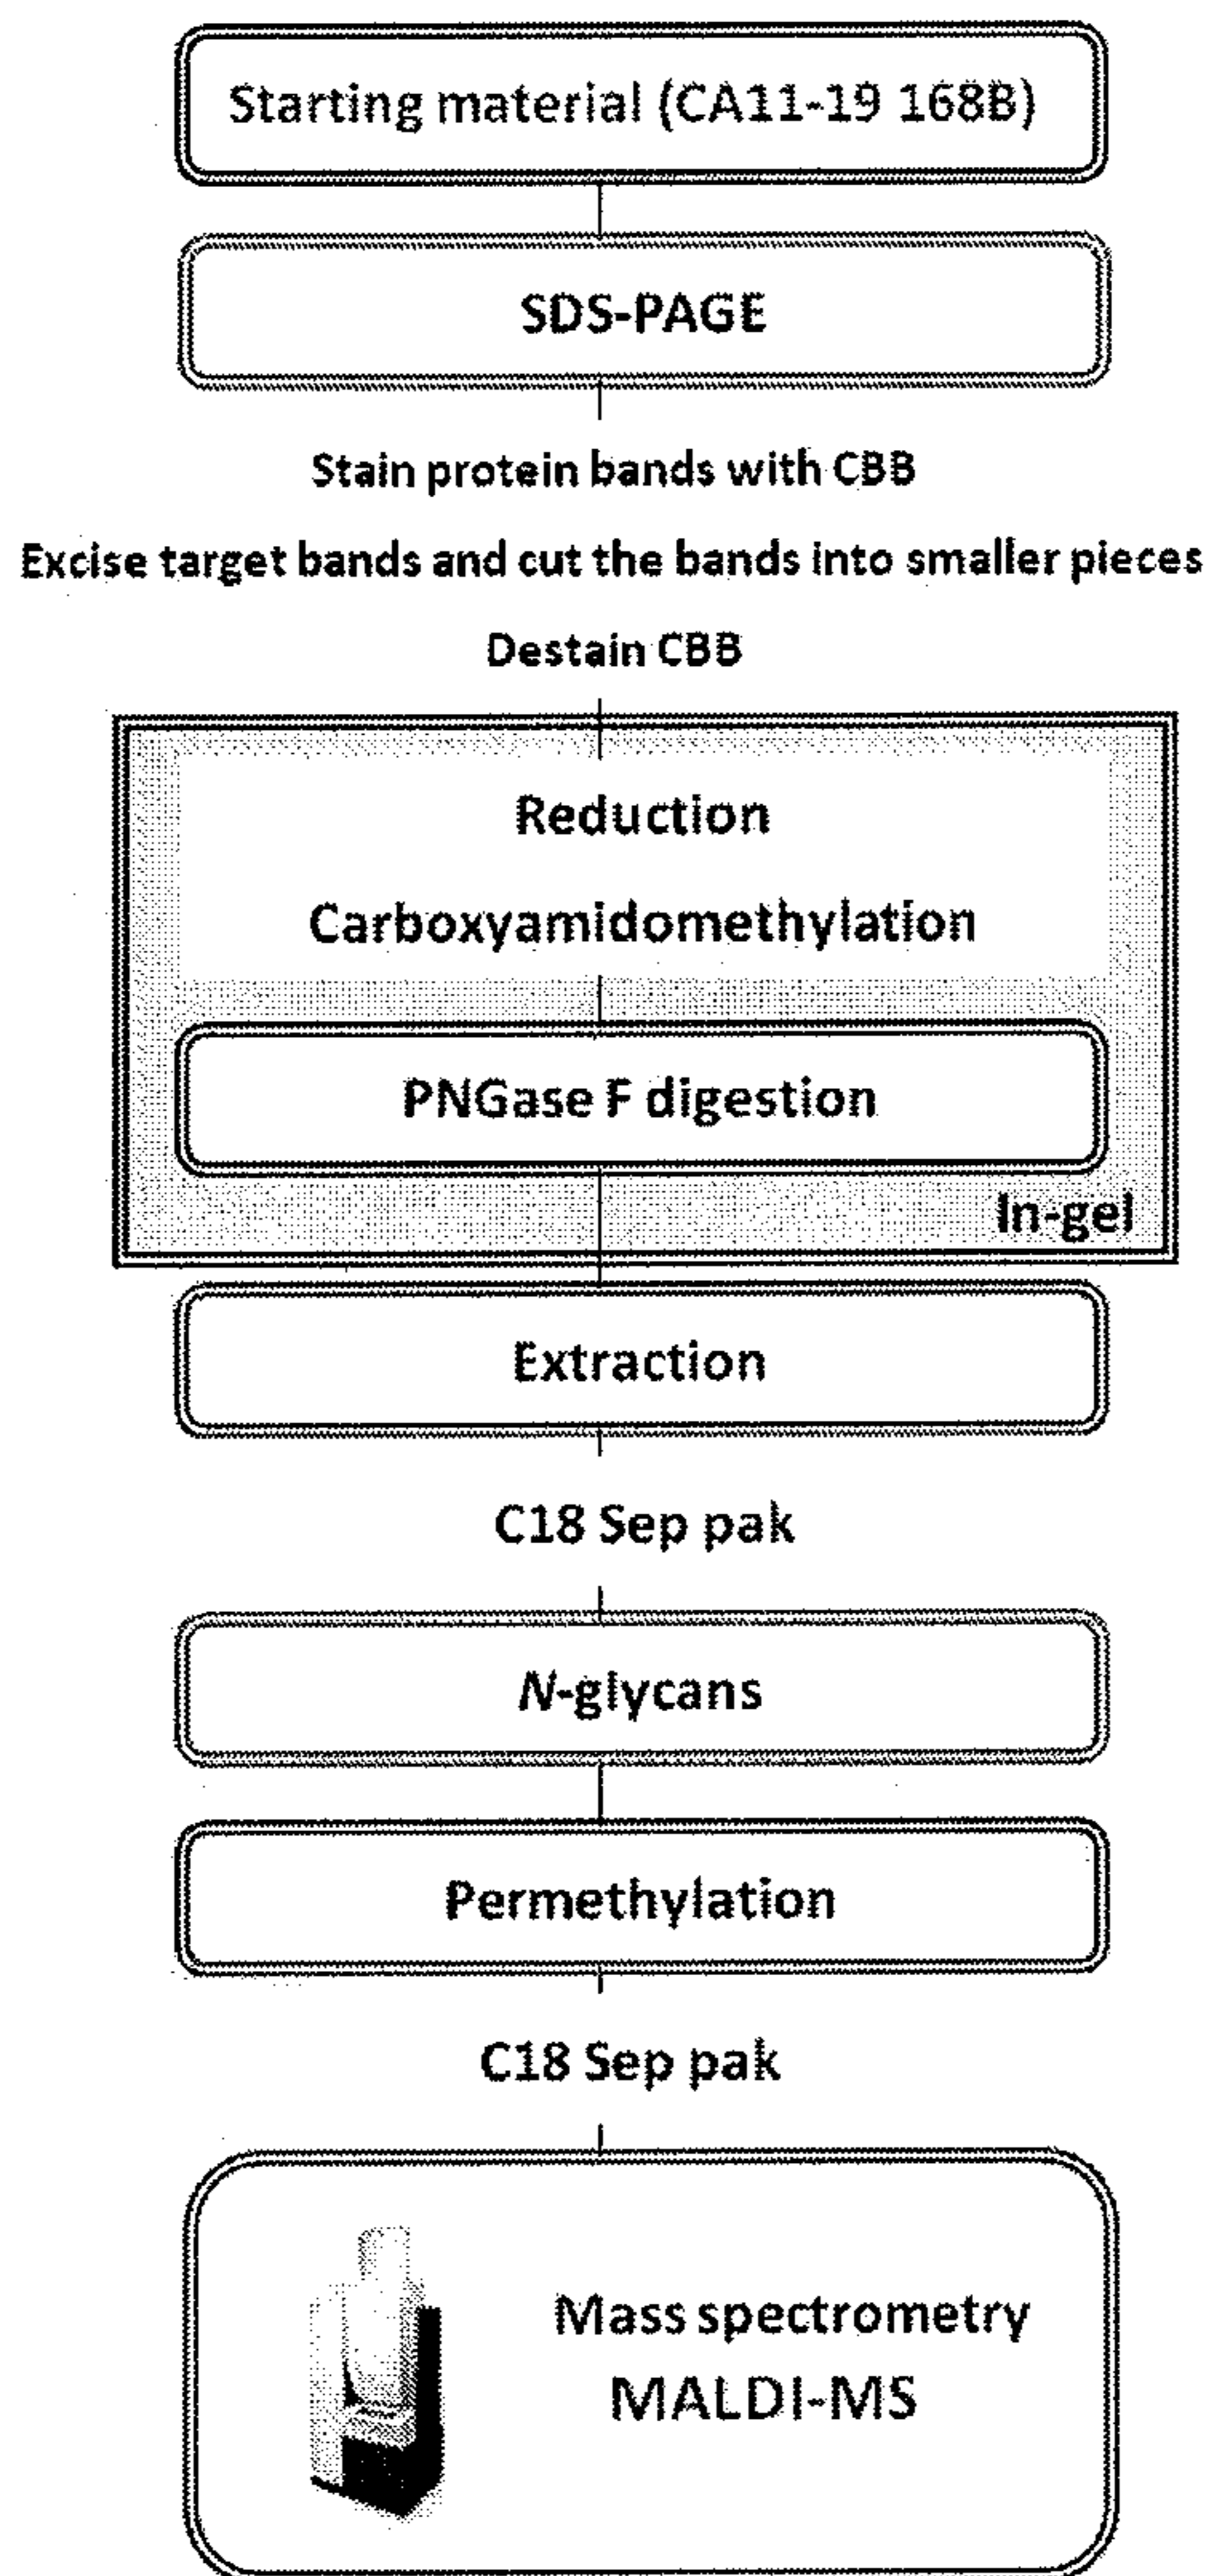 Starting material (CA11-19 168B)
SDS-PAGE
Stain protein bands with CBB
Excise target bands and cut the bands into smaller pieces
Destain CBB
Reduction
Carboxyamidomethylation
PNGase F digestion
In-gel
Extraction
C18 Sep pak
N-glycans
Permethylation
C18 Sep pak
Mass spectrometry
MALDI-MS